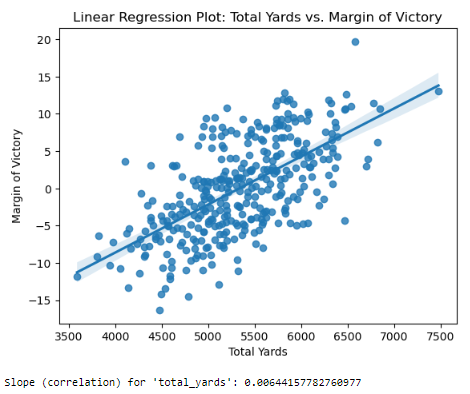 Linear Regression Plot: Total Yards vs. Margin of Victory
20
15
10
5
0
−5
−10
−15
Margin of Victory
3500 4000 4500 5000 5500 6000 6500 7000 7500
Total Yards
Slope (correlation) for 'total_yards': 0.00644157782760977